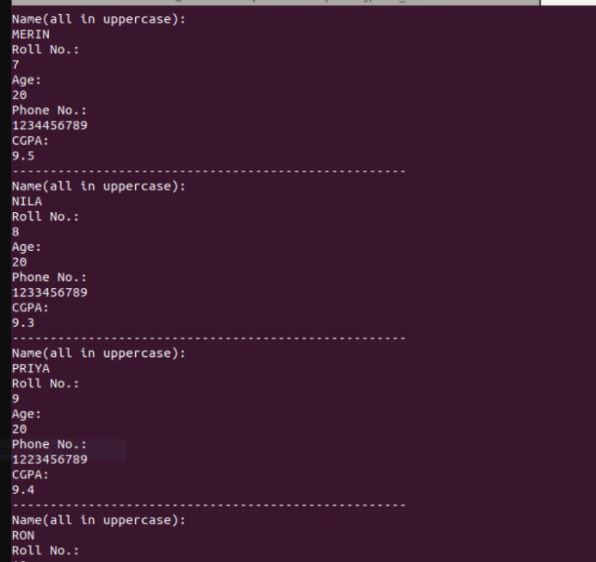 Name(all in uppercase):
MERIN
Roll No.:
7
Age:
20
Phone No.:
1234456789
CGPA:
9.5
----------------------------------------------------
Name(all in uppercase):
NILA
Roll No.:
8
Age:
20
Phone No.:
1233456789
CGPA:
9.3
----------------------------------------------------
Name(all in uppercase):
PRIYA
Roll No.:
9
Age:
20
Phone No.:
1223456789
CGPA:
9.4
----------------------------------------------------
Name(all in uppercase):
RON
Roll No.: